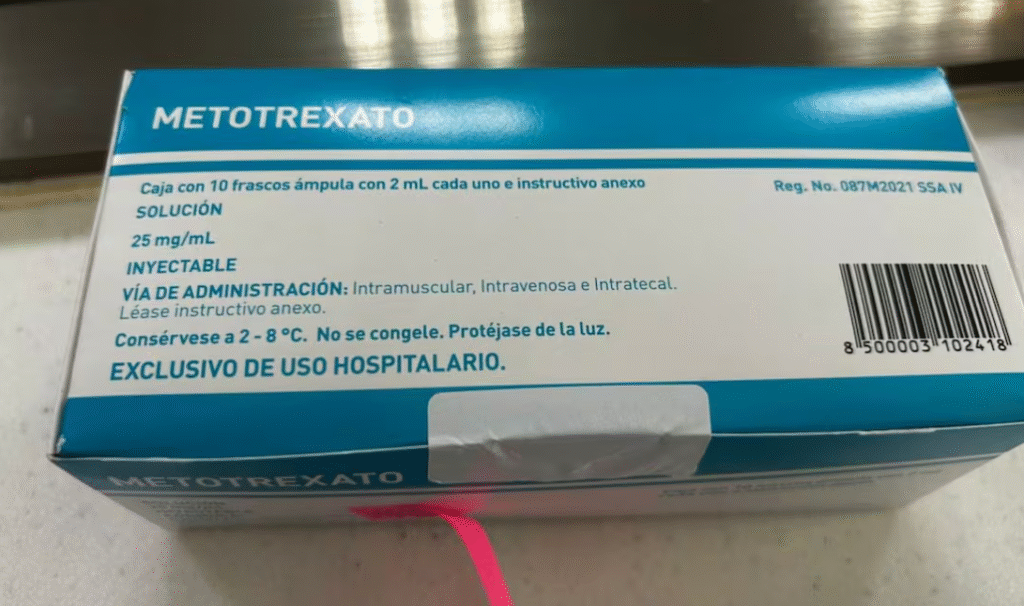 METOTREXATO
Caja con 10 frascos ámpula con 2 mL cada uno e instructivo anexo
Reg. No. 087M2021 SSA IV
SOLUCIÓN
25 mg/mL
INYECTABLE
VÍA DE ADMINISTRACIÓN: Intramuscular, Intravenosa e Intratecal.
Léase instructivo anexo.
Consérvese a 2 - 8 °C. No se congele. Protéjase de la luz.
EXCLUSIVO DE USO HOSPITALARIO.
8 500003 102418
METOTREXATO